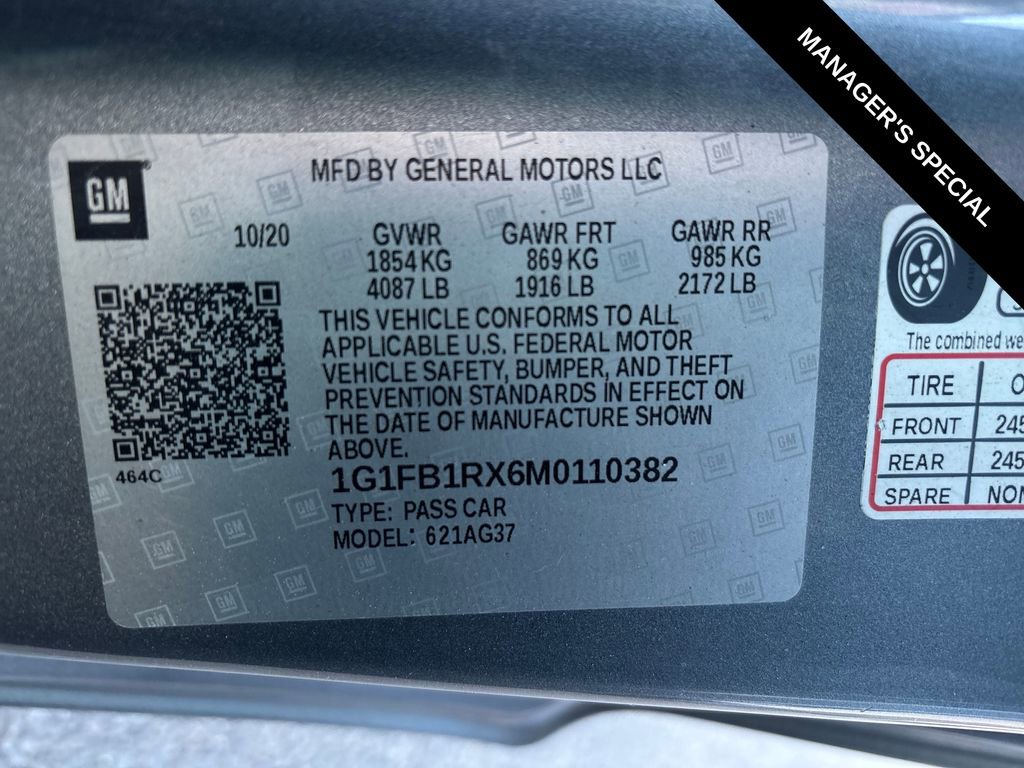 MANAGER'S SPECIAL
GM
MFD BY GENERAL MOTORS LLC
10/20 GVWR GAWR FRT GAWR RR
1854 KG 869 KG 985 KG
4087 LB 1916 LB 2172 LB
THIS VEHICLE CONFORMS TO ALL
APPLICABLE U.S. FEDERAL MOTOR
VEHICLE SAFETY, BUMPER, AND THEFT
PREVENTION STANDARDS IN EFFECT ON
THE DATE OF MANUFACTURE SHOWN
ABOVE.
464C
1G1FB1RX6M0110382
TYPE: PASS CAR
MODEL: 621AG37
The combined we
TIRE
FRONT 245
REAR 245
SPARE NON